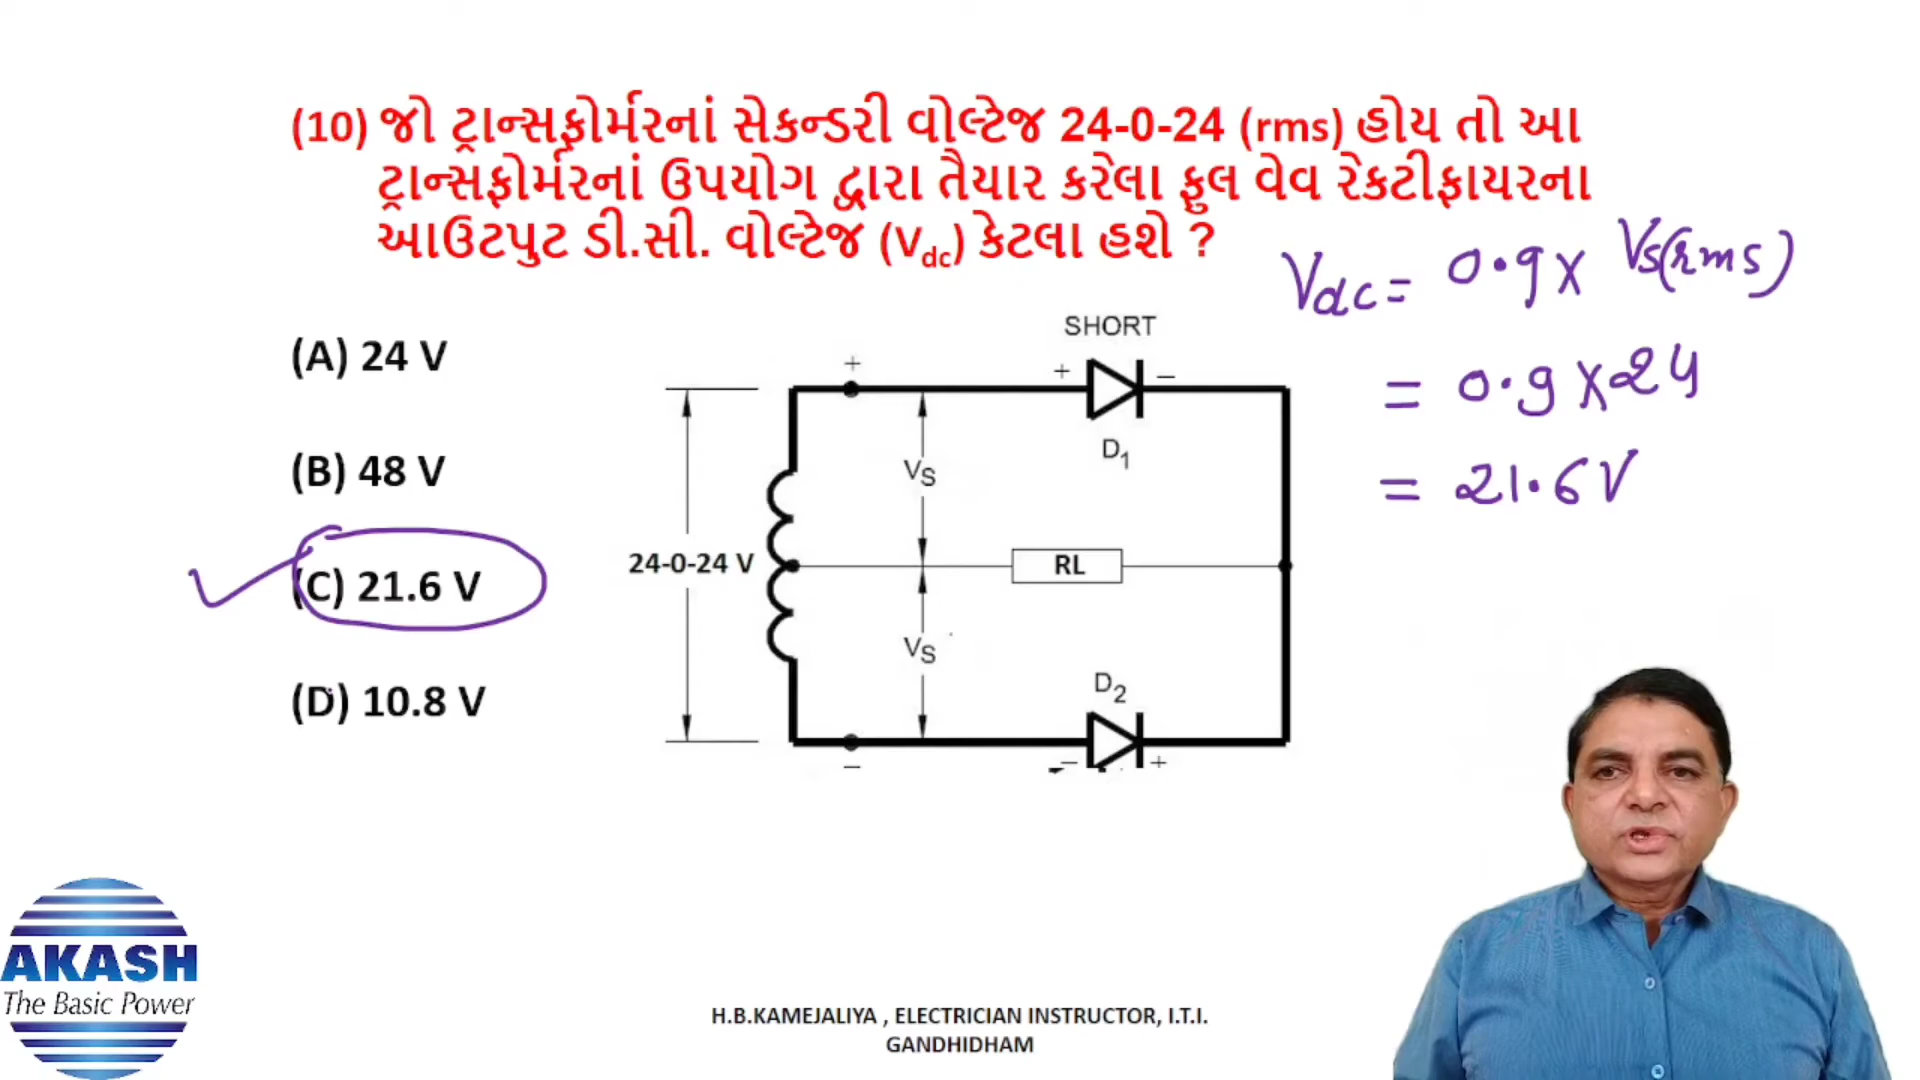 (10) જો ટ્રાન્સફોર્મરનાં સેકન્ડરી વોલ્ટેજ 24-0-24 (rms) હોય તો આ
ટ્રાન્સફોર્મરનાં ઉપયોગ દ્વારા તૈયાર કરેલા ફુલ વેવ રેકટીફાયરના
આઉટપુટ ડી.સી. વોલ્ટેજ (Vdc) કેટલા હશે ?
Vdc = 0.9 x Vs(rms)
= 0.9 x 24
= 21.6 V
(A) 24 V
(B) 48 V
(C) 21.6 V
(D) 10.8 V
SHORT
+
+ −
D1
VS
24-0-24 V
RL
VS
D2
−
− +
AKASH
The Basic Power
H.B.KAMEJALIYA , ELECTRICIAN INSTRUCTOR, I.T.I.
GANDHIDHAM